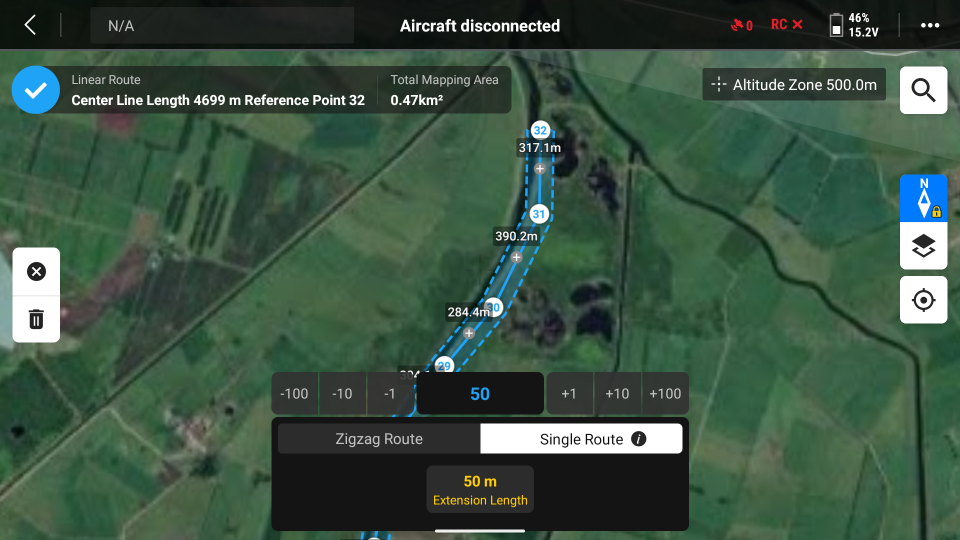 N/A
Aircraft disconnected
0
RC
46%
15.2V
Linear Route
Center Line Length 4699 m Reference Point 32
Total Mapping Area
0.47km²
Altitude Zone 500.0m
N
32
317.1m
31
390.2m
30
284.4m
29
-100
-10
-1
50
+1
+10
+100
Zigzag Route
Single Route
i
50 m
Extension Length